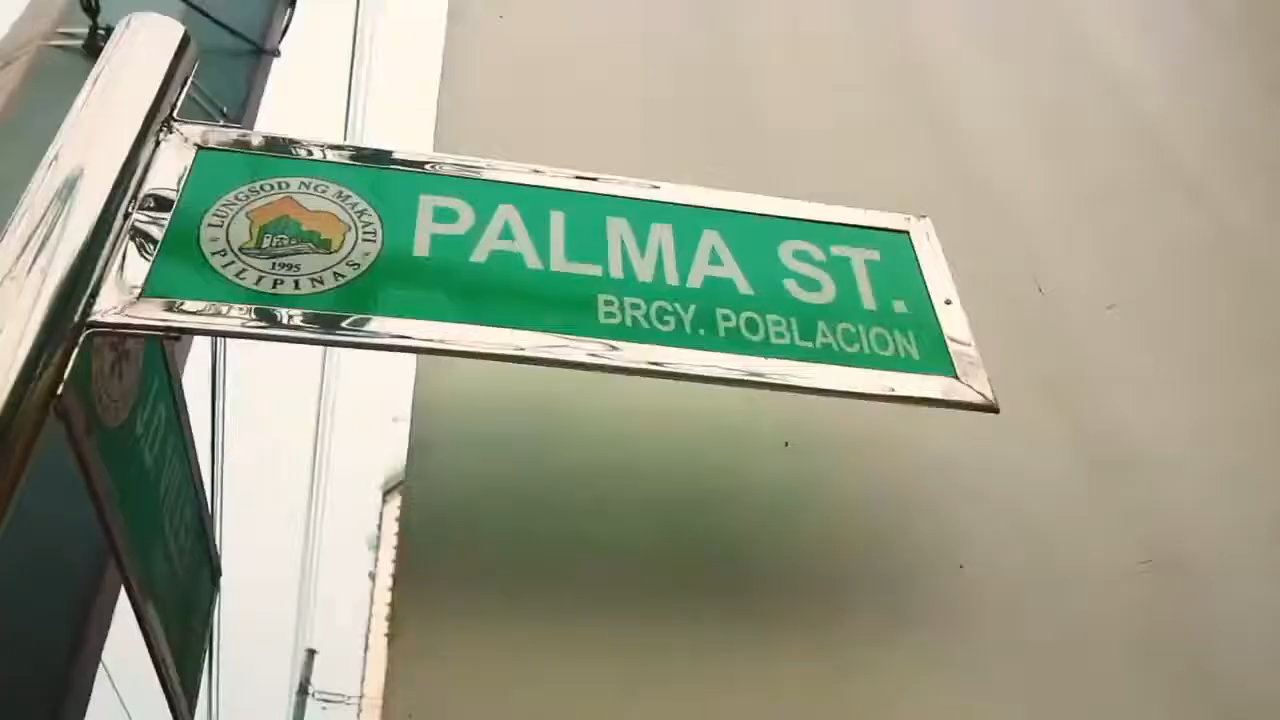 LUNGSOD NG MAKATI
1995
PILIPINAS
PALMA ST.
BRGY. POBLACION